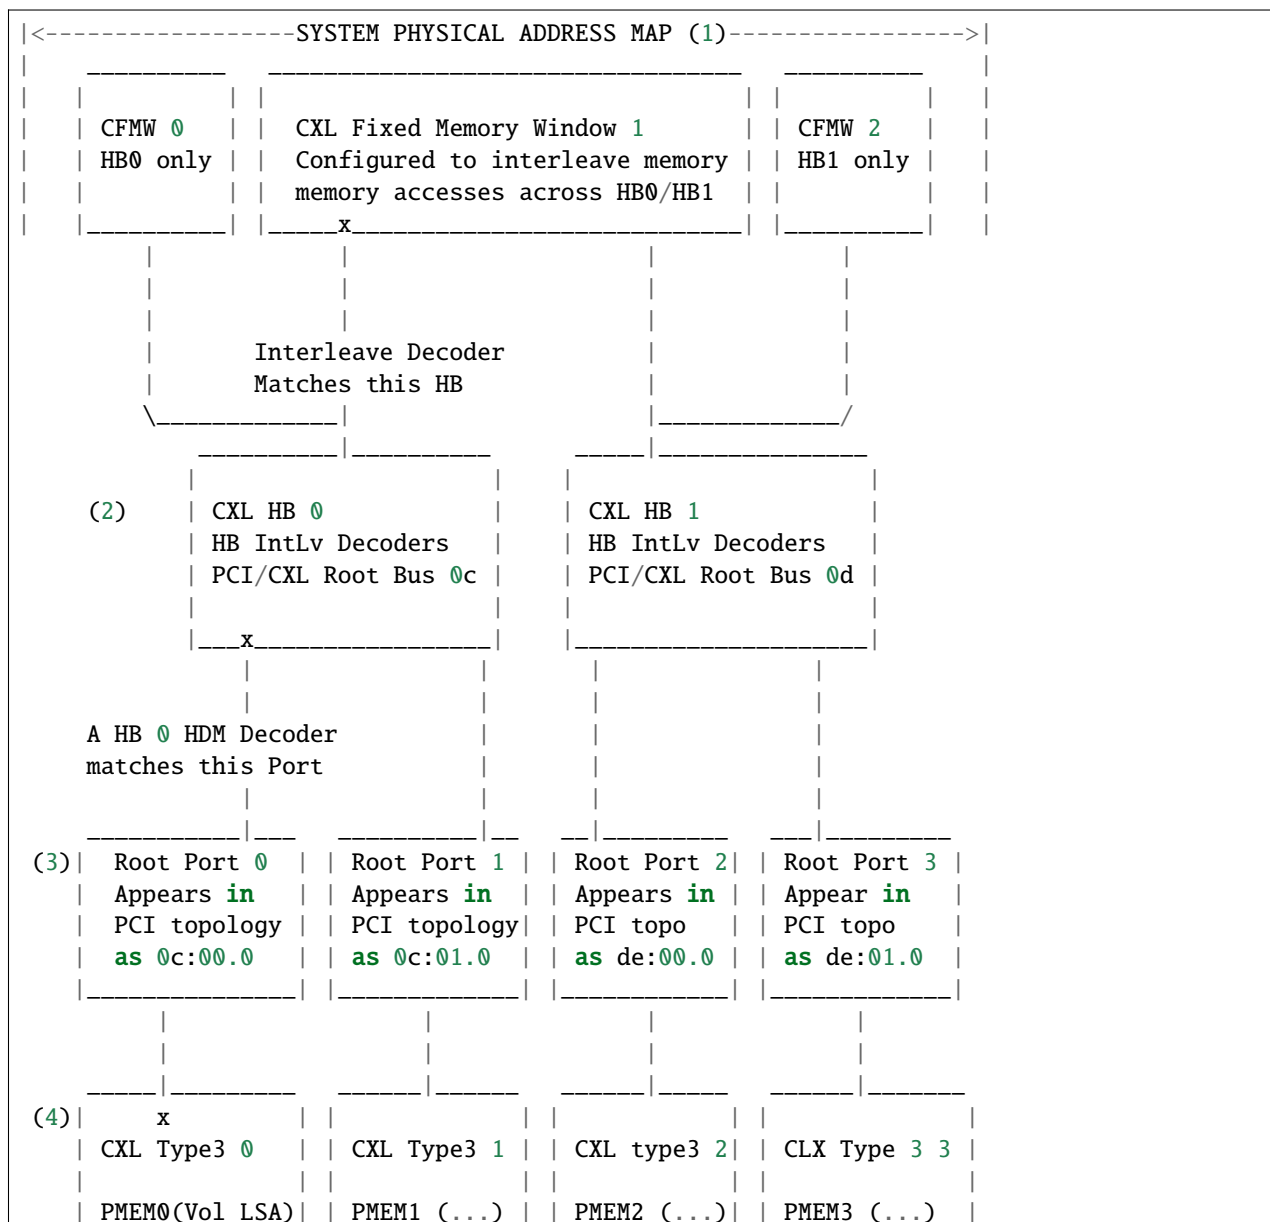 |<------------------SYSTEM PHYSICAL ADDRESS MAP (1)----------------->|
CFMW 0 CXL Fixed Memory Window 1 CFMW 2
HB0 only Configured to interleave memory HB1 only
memory accesses across HB0/HB1
x
Interleave Decoder
Matches this HB
(2) CXL HB 0 CXL HB 1
HB IntLv Decoders HB IntLv Decoders
PCI/CXL Root Bus 0c PCI/CXL Root Bus 0d
x
A HB 0 HDM Decoder
matches this Port
(3) Root Port 0 Root Port 1 Root Port 2 Root Port 3
Appears in Appears in Appears in Appear in
PCI topology PCI topology PCI topo PCI topo
as 0c:00.0 as 0c:01.0 as de:00.0 as de:01.0
(4) x
CXL Type3 0 CXL Type3 1 CXL type3 2 CLX Type 3 3
PMEM0(Vol LSA) PMEM1 (...) PMEM2 (...) PMEM3 (...)